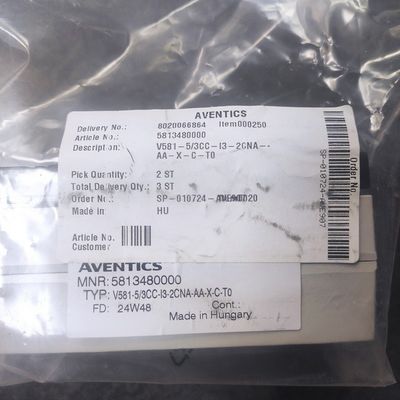 AVENTICS
Delivery No.: 8020066864 Item000250
Article No.: 5813480000
Description: V581-5/3CC-I3-2CNA-
AA-X-C-T0
Pick Quantity: 2 ST
Total Delivery Qty: 3 ST
Order No.: SP-010724-
Made in: HU
Article No.
Customer
Order No.
SP-010724-
AVENTICS
MNR: 5813480000
TYP: V581-5/3CC-I3-2CNA-AA-X-C-T0
FD: 24W48 Cont.:
Made in Hungary